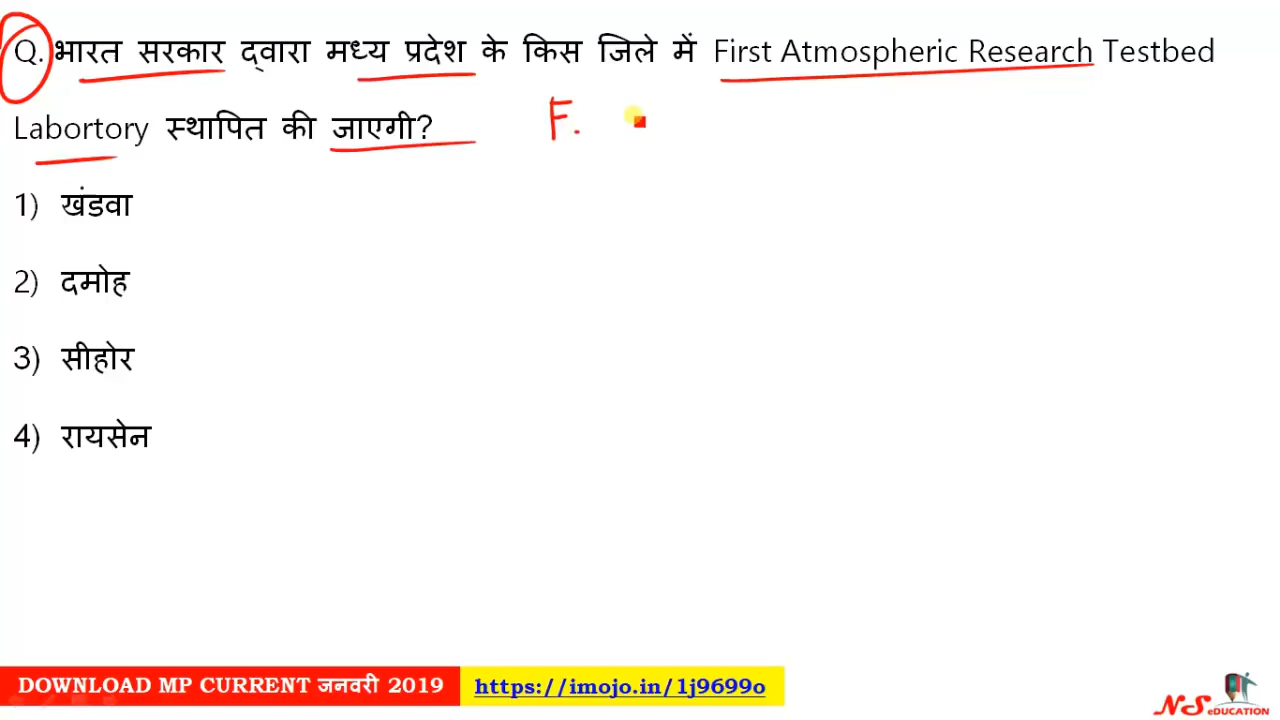 Q. भारत सरकार द्वारा मध्य प्रदेश के किस जिले में First Atmospheric Research Testbed
Labortory स्थापित की जाएगी?
F.
1) खंडवा
2) दमोह
3) सीहोर
4) रायसेन
DOWNLOAD MP CURRENT जनवरी 2019 https://imojo.in/1j9699o
NS eDUCATION